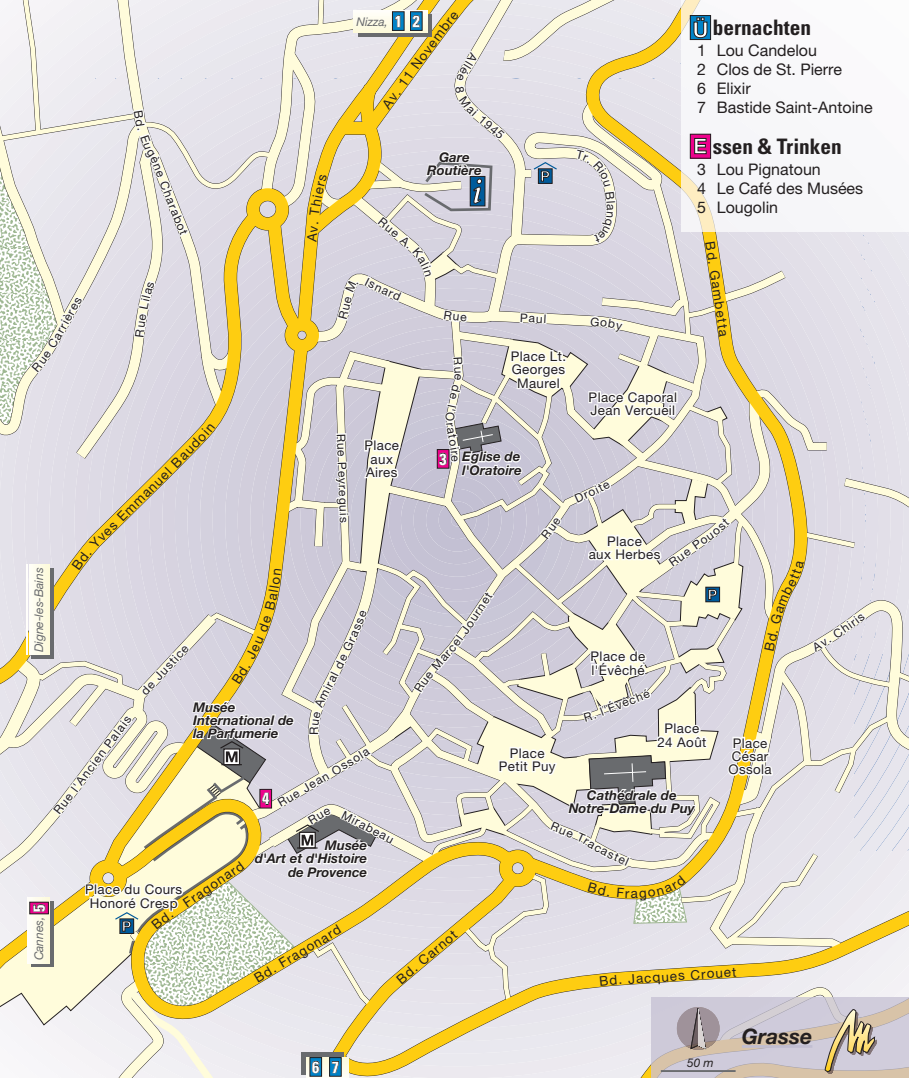 Nizza, 1 2
Übernachten
1 Lou Candelou
2 Clos de St. Pierre
6 Elixir
7 Bastide Saint-Antoine
Essen & Trinken
3 Lou Pignatoun
4 Le Café des Musées
5 Lougolin
Av. 11 Novembre
Allée 8 Mai 1945
Bd. Eugène Charabot
Gare
Routière
i
P
Tr. Riou Blanquet
Av. Thiers
Rue A. Kalin
Bd. Gambetta
Rue Carrières
Rue Lilas
Rue M. Isnard
Rue Paul Goby
Place Lt.
Georges
Maurel
Place Caporal
Jean Vercueil
Rue de l'Oratoire
Rue Peyreguis
Place
aux
Aires
3
Église de
l'Oratoire
Bd. Yves Emmanuel Baudoin
Rue Droite
Place
aux Herbes
Rue Pouost
P
Bd. Gambetta
Digne-les-Bains
Bd. Jeu de Ballon
Rue Amiral de Grasse
Rue Marcel Journet
Place de
l'Évêché
R. l'Évêché
Av. Chiris
de Justice
Rue l'Ancien Palais
Musée
International de
la Parfumerie
M
Place
24 Août
Place
César
Ossola
Place
Petit Puy
Rue Jean Ossola
4
Cathédrale de
Notre-Dame du Puy
Rue Mirabeau
M
Musée
d'Art et d'Histoire
de Provence
Rue Tracastel
Place du Cours
Honoré Cresp
P
Bd. Fragonard
Bd. Fragonard
Bd. Fragonard
Cannes, 5
Bd. Carnot
Bd. Jacques Crouet
6 7
Grasse
50 m